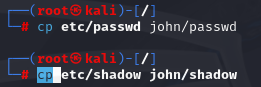 ┌──(root㉿kali)-[/]
└─# cp etc/passwd john/passwd
┌──(root㉿kali)-[/]
└─# cp etc/shadow john/shadow